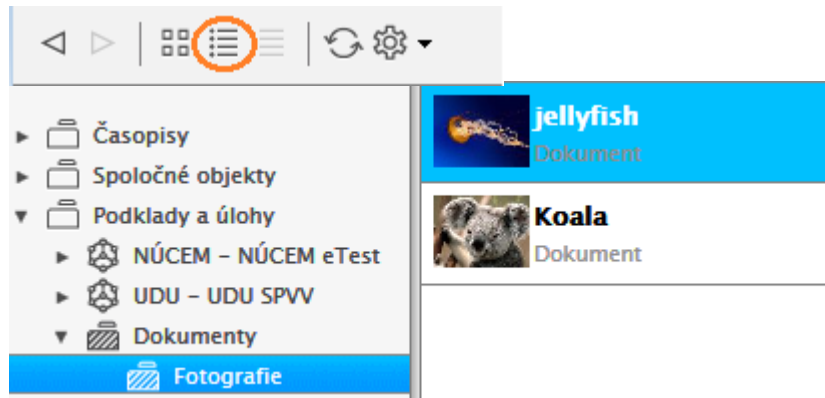 Časopisy
Spoločné objekty
Podklady a úlohy
NÚCEM – NÚCEM eTest
UDU – UDU SPVV
Dokumenty
Fotografie
jellyfish
Dokument
Koala
Dokument